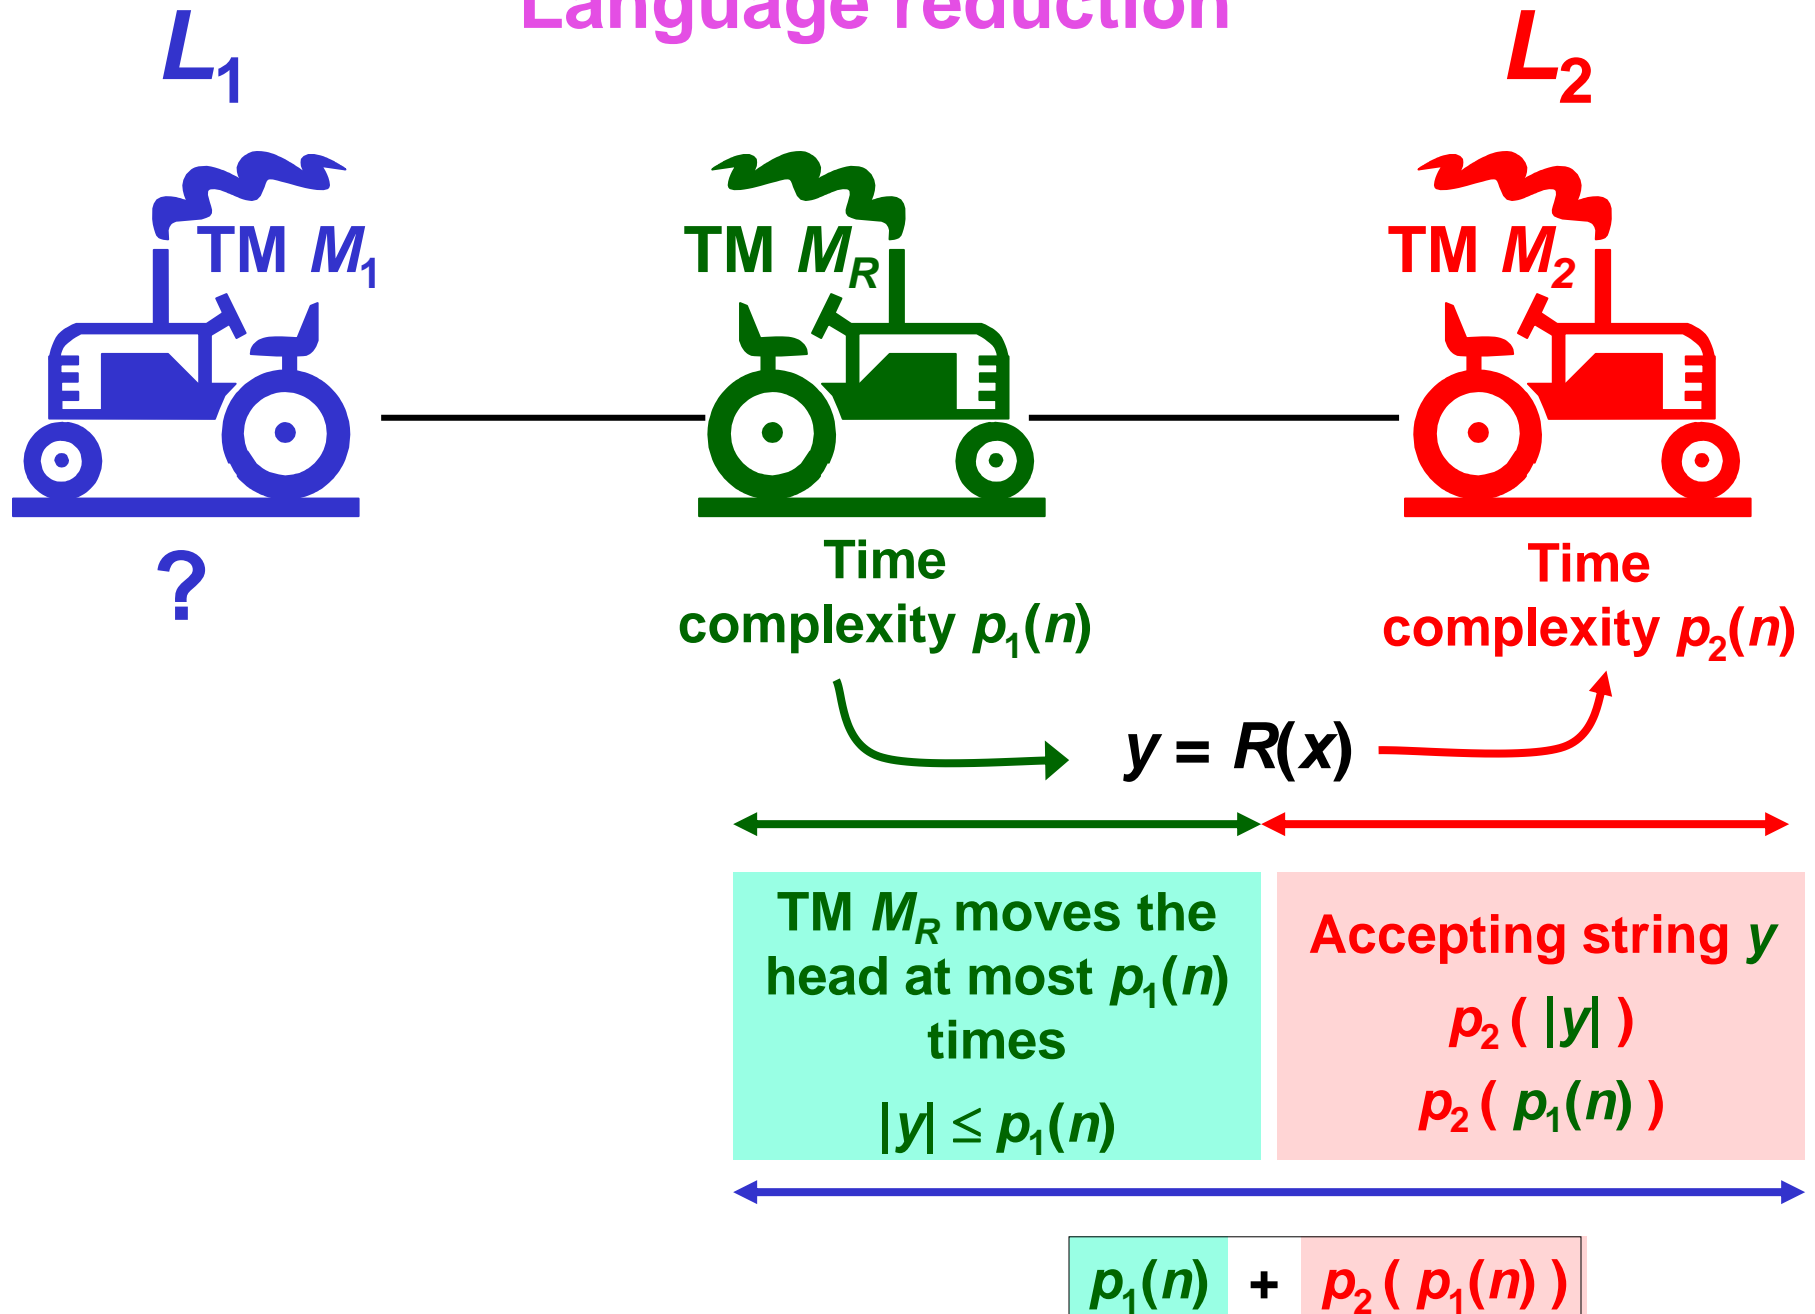 Language reduction
L1
L2
TM M1
TM MR
TM M2
?
Time
complexity p1(n)
Time
complexity p2(n)
y = R(x)
TM MR moves the
head at most p1(n)
times
|y| ≤ p1(n)
Accepting string y
p2 ( |y| )
p2 ( p1(n) )
p1(n) + p2 ( p1(n) )